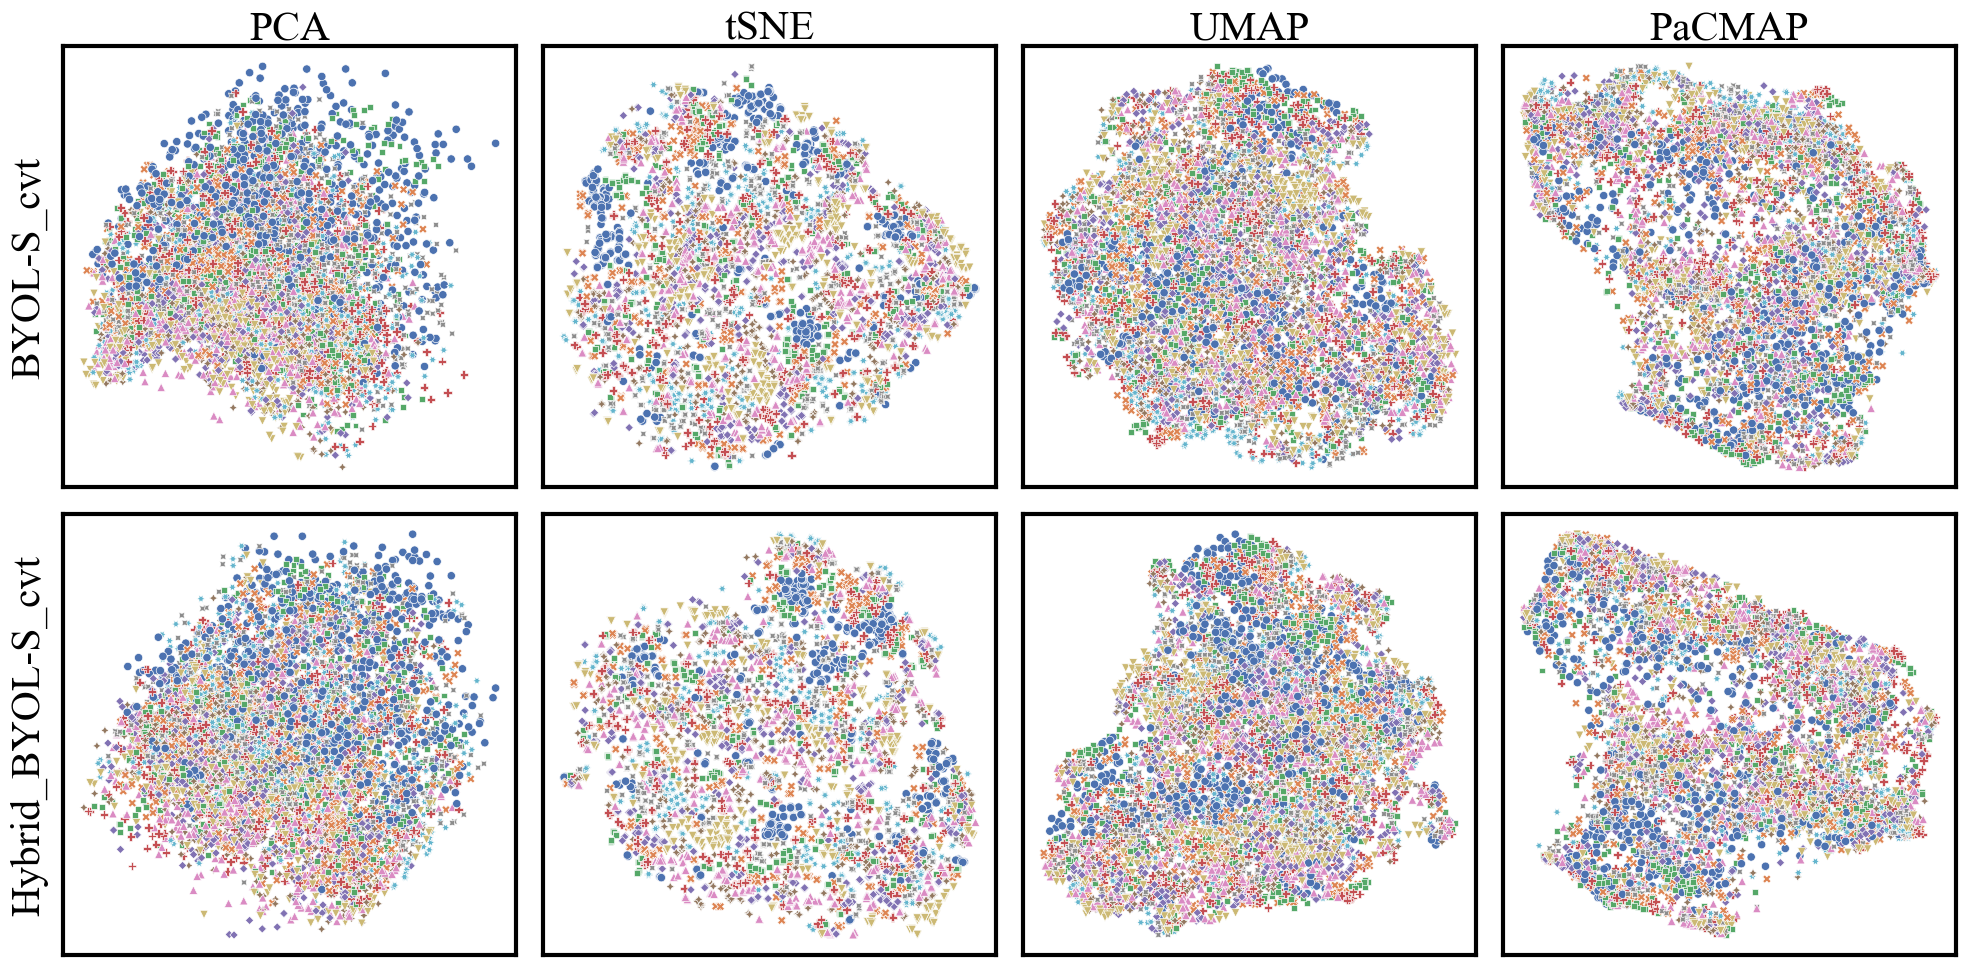 PCA
tSNE
UMAP
PaCMAP
BYOL-S_cvt
Hybrid_BYOL-S_cvt